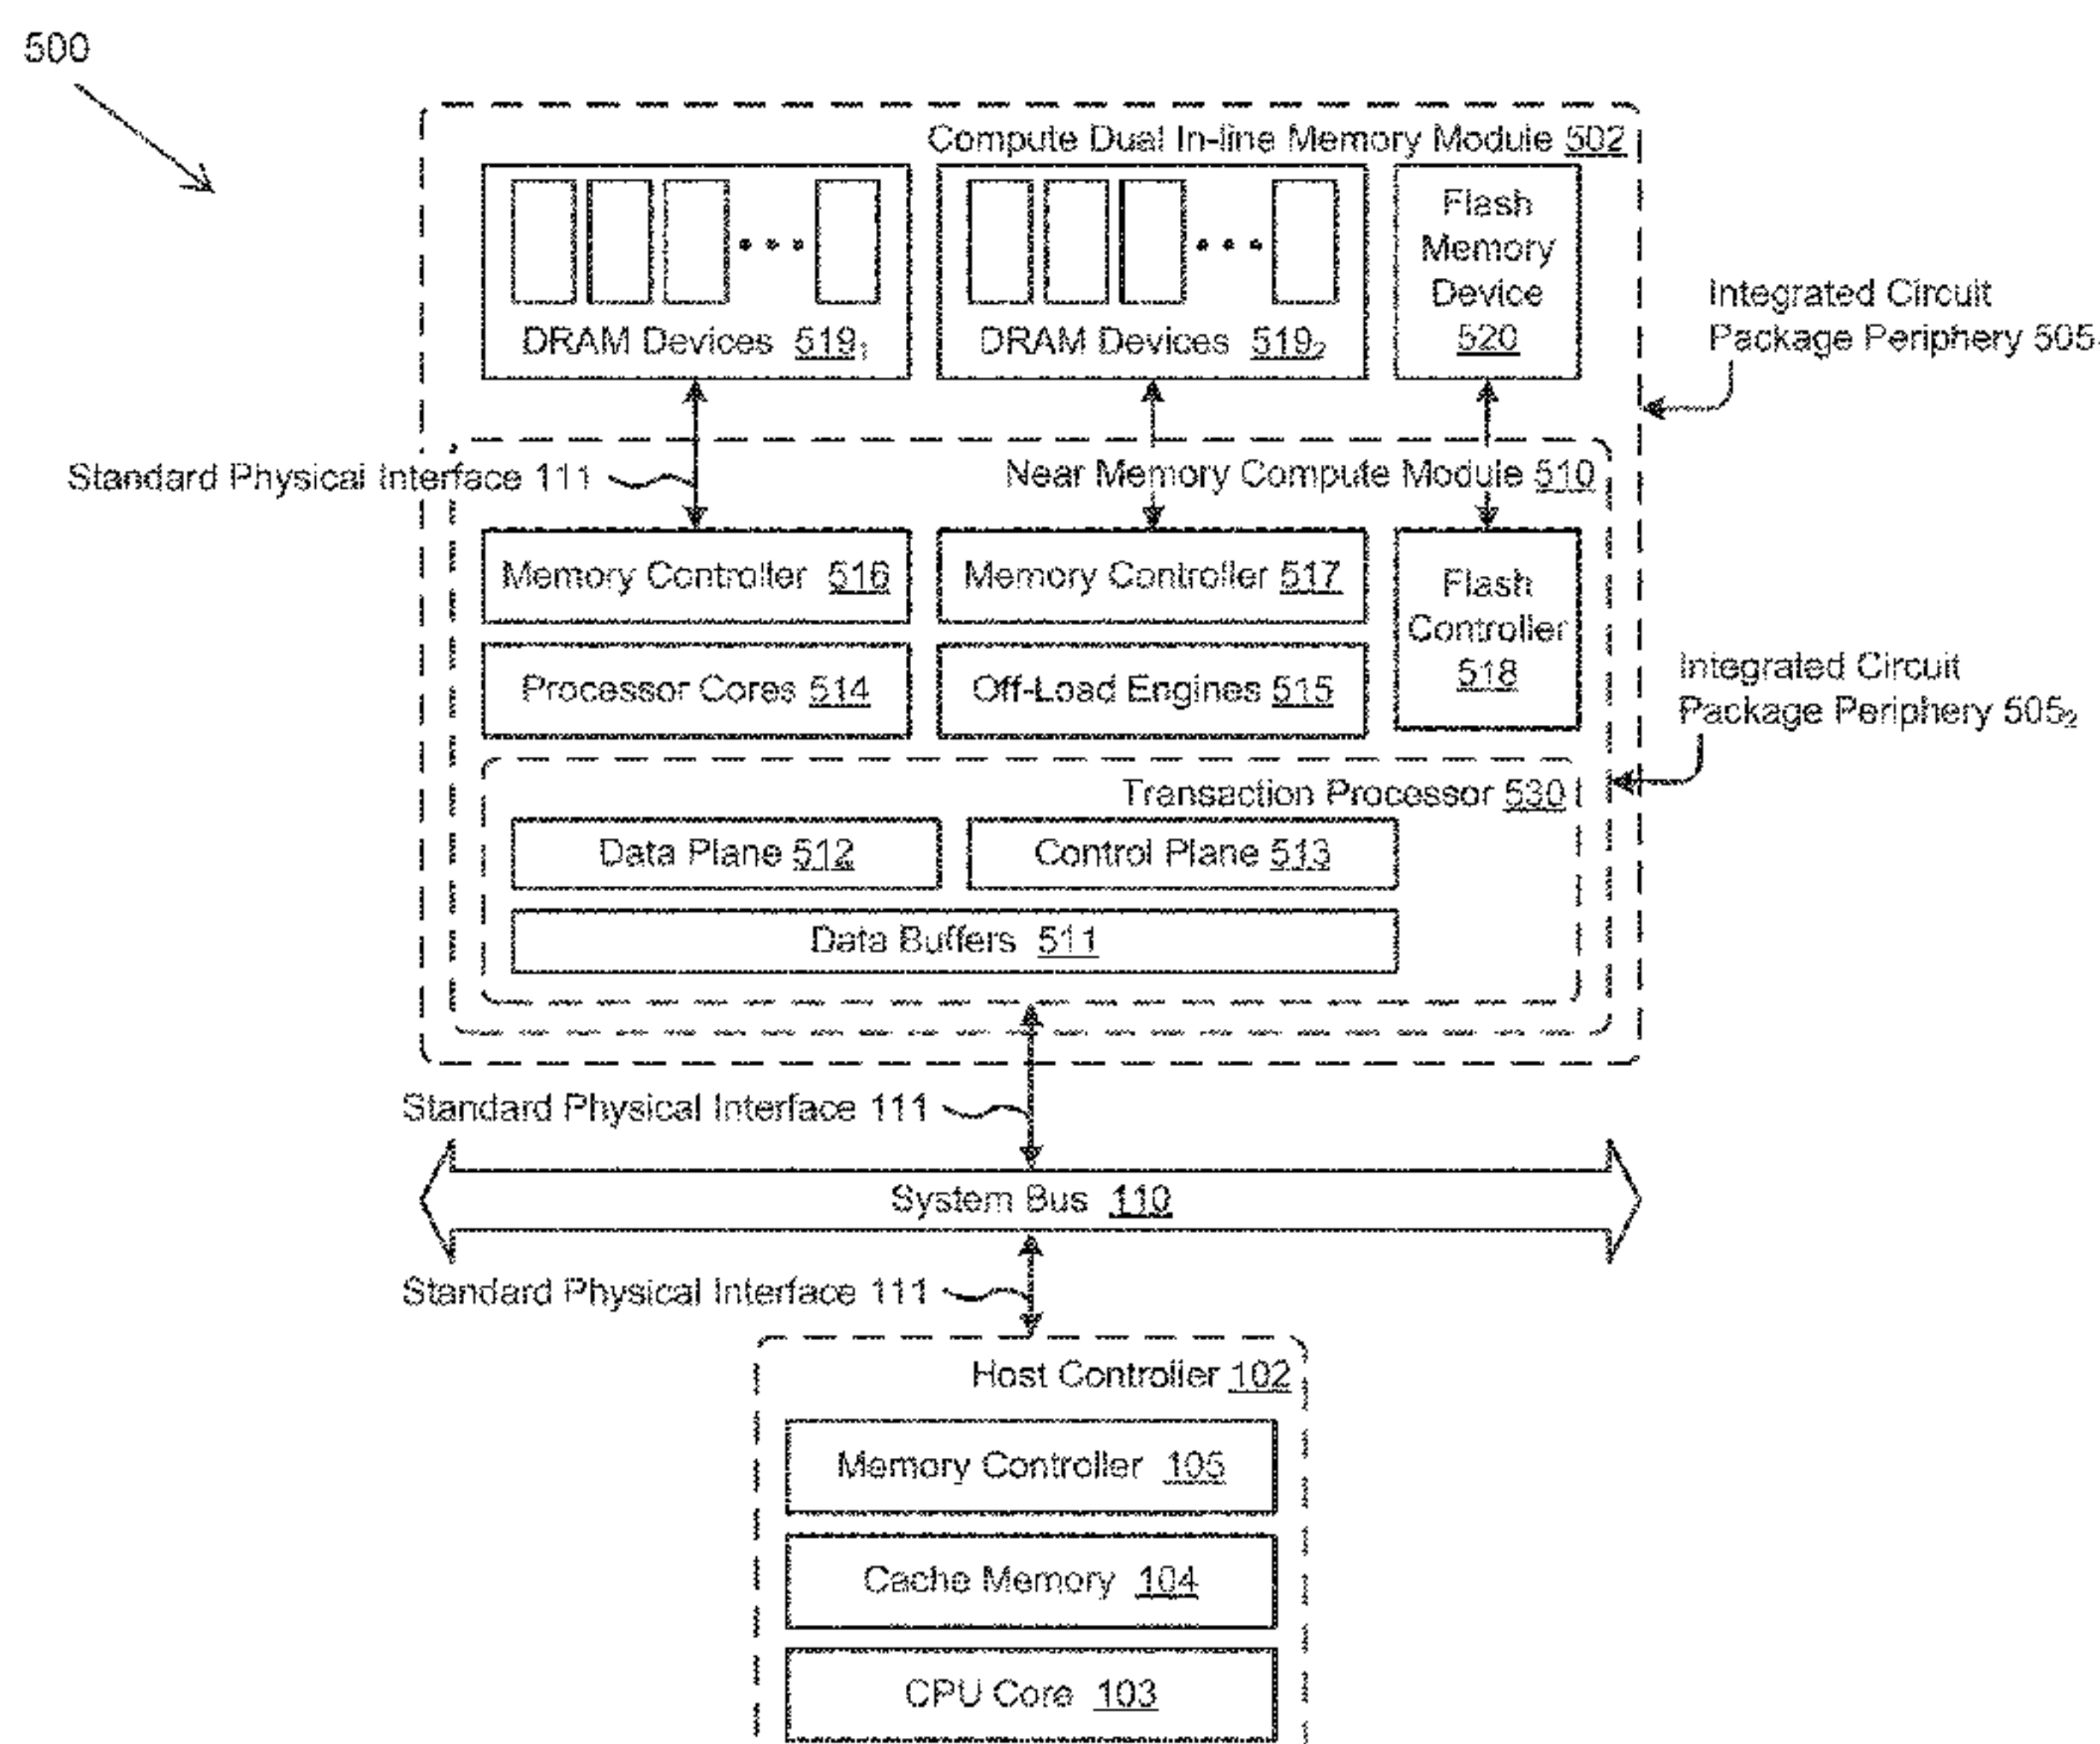 500
Compute Dual In-line Memory Module 502
Flash
Memory
Device
520
DRAM Devices 519₁
DRAM Devices 519₂
Integrated Circuit
Package Periphery 505
Standard Physical Interface 111
Near Memory Compute Module 510
Memory Controller 516
Memory Controller 517
Flash
Controller
518
Processor Cores 514
Off-Load Engines 515
Integrated Circuit
Package Periphery 505₂
Transaction Processor 530
Data Plane 512
Control Plane 513
Data Buffers 511
Standard Physical Interface 111
System Bus 110
Standard Physical Interface 111
Host Controller 102
Memory Controller 105
Cache Memory 104
CPU Core 103